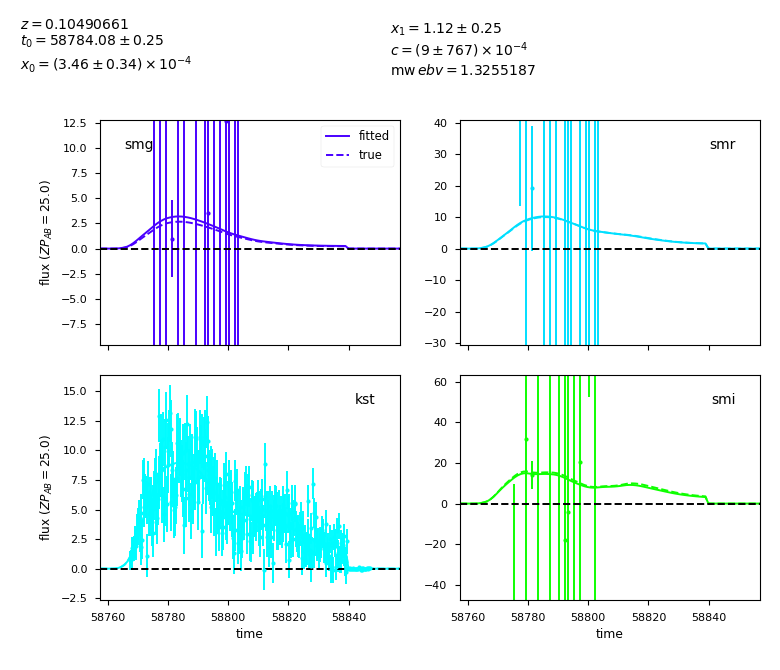 z = 0.10490661
t₀ = 58784.08 ± 0.25
x₀ = (3.46 ± 0.34) × 10⁻⁴
x₁ = 1.12 ± 0.25
c = (9 ± 767) × 10⁻⁴
mw ebv = 1.3255187
smg
fitted
true
12.5
10.0
7.5
5.0
2.5
0.0
−2.5
−5.0
−7.5
flux (ZP_AB = 25.0)
smr
40
30
20
10
0
−10
−20
−30
kst
15.0
12.5
10.0
7.5
5.0
2.5
0.0
−2.5
flux (ZP_AB = 25.0)
58760 58780 58800 58820 58840
time
smi
60
40
20
0
−20
−40
58760 58780 58800 58820 58840
time